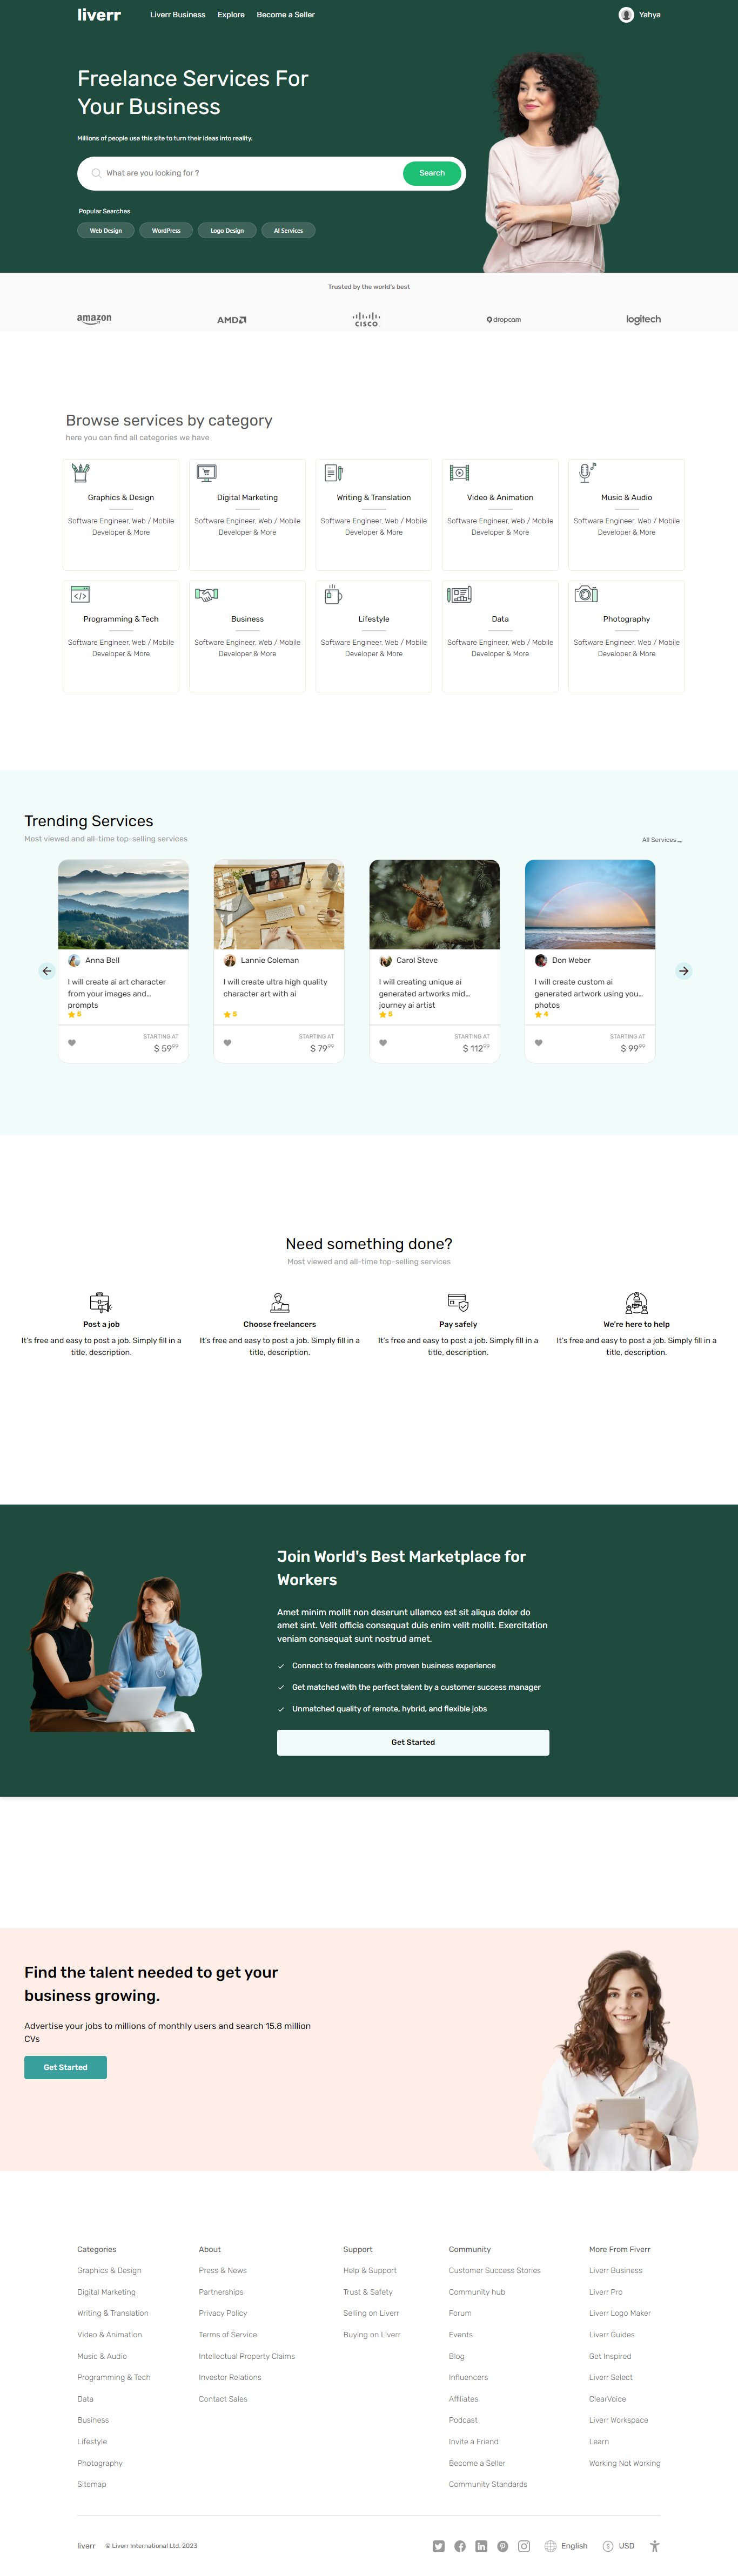 liverr
Liverr Business
Explore
Become a Seller
Yahya
Freelance Services For
Your Business
Millions of people use this site to turn their ideas into reality.
What are you looking for ?
Search
Popular Searches
Web Design
WordPress
Logo Design
AI Services
Trusted by the world's best
amazon
AMD
CISCO
dropcam
logitech
Browse services by category
here you can find all categories we have
Graphics & Design
Software Engineer, Web / Mobile
Developer & More
Digital Marketing
Software Engineer, Web / Mobile
Developer & More
Writing & Translation
Software Engineer, Web / Mobile
Developer & More
Video & Animation
Software Engineer, Web / Mobile
Developer & More
Music & Audio
Software Engineer, Web / Mobile
Developer & More
Programming & Tech
Software Engineer, Web / Mobile
Developer & More
Business
Software Engineer, Web / Mobile
Developer & More
Lifestyle
Software Engineer, Web / Mobile
Developer & More
Data
Software Engineer, Web / Mobile
Developer & More
Photography
Software Engineer, Web / Mobile
Developer & More
Trending Services
Most viewed and all-time top-selling services
All Services
Anna Bell
I will create ai art character
from your images and...
prompts
5
STARTING AT
$ 59.99
Lannie Coleman
I will create ultra high quality
character art with ai
5
STARTING AT
$ 79.99
Carol Steve
I will creating unique ai
generated artworks mid...
journey ai artist
5
STARTING AT
$ 112.99
Don Weber
I will create custom ai
generated artwork using you...
photos
4
STARTING AT
$ 99.99
Need something done?
Most viewed and all-time top-selling services
Post a job
It's free and easy to post a job. Simply fill in a
title, description.
Choose freelancers
It's free and easy to post a job. Simply fill in a
title, description.
Pay safely
It's free and easy to post a job. Simply fill in a
title, description.
We're here to help
It's free and easy to post a job. Simply fill in a
title, description.
Join World's Best Marketplace for
Workers
Amet minim mollit non deserunt ullamco est sit aliqua dolor do
amet sint. Velit officia consequat duis enim velit mollit. Exercitation
veniam consequat sunt nostrud amet.
Connect to freelancers with proven business experience
Get matched with the perfect talent by a customer success manager
Unmatched quality of remote, hybrid, and flexible jobs
Get Started
Find the talent needed to get your
business growing.
Advertise your jobs to millions of monthly users and search 15.8 million
CVs
Get Started
Categories
Graphics & Design
Digital Marketing
Writing & Translation
Video & Animation
Music & Audio
Programming & Tech
Data
Business
Lifestyle
Photography
Sitemap
About
Press & News
Partnerships
Privacy Policy
Terms of Service
Intellectual Property Claims
Investor Relations
Contact Sales
Support
Help & Support
Trust & Safety
Selling on Liverr
Buying on Liverr
Community
Customer Success Stories
Community hub
Forum
Events
Blog
Influencers
Affiliates
Podcast
Invite a Friend
Become a Seller
Community Standards
More From Fiverr
Liverr Business
Liverr Pro
Liverr Logo Maker
Liverr Guides
Get Inspired
Liverr Select
ClearVoice
Liverr Workspace
Learn
Working Not Working
liverr
© Liverr International Ltd. 2023
English
USD